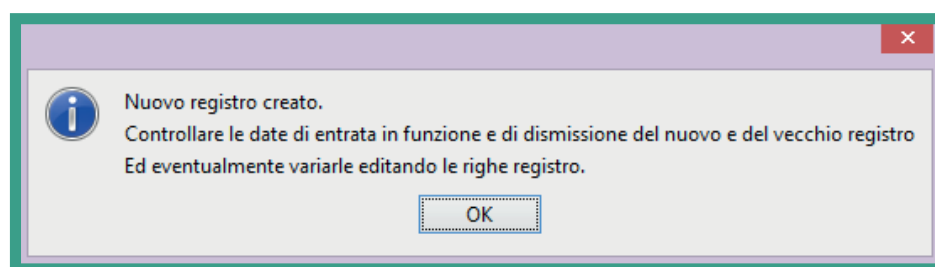 Nuovo registro creato.
Controllare le date di entrata in funzione e di dismissione del nuovo e del vecchio registro
Ed eventualmente variarle editando le righe registro.
OK